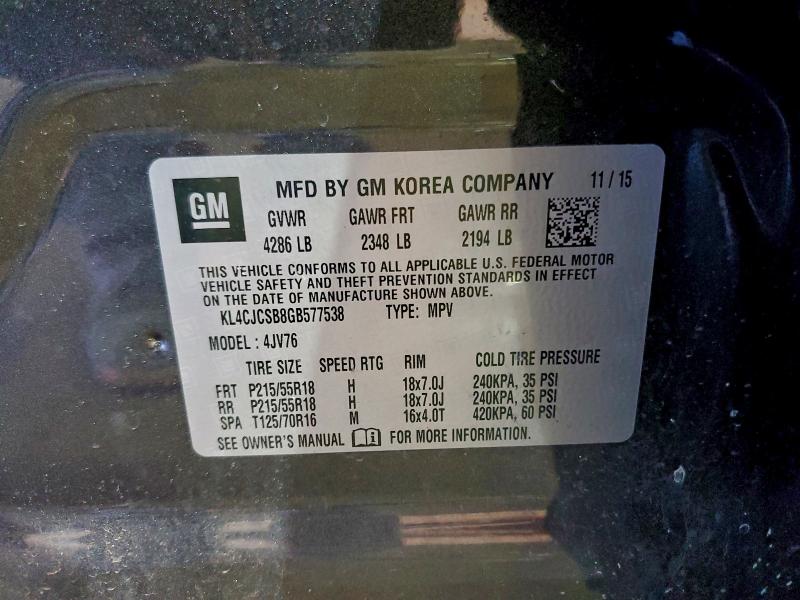 GM MFD BY GM KOREA COMPANY 11 / 15
GVWR GAWR FRT GAWR RR
4286 LB 2348 LB 2194 LB
THIS VEHICLE CONFORMS TO ALL APPLICABLE U.S. FEDERAL MOTOR
VEHICLE SAFETY AND THEFT PREVENTION STANDARDS IN EFFECT
ON THE DATE OF MANUFACTURE SHOWN ABOVE.
KL4CJCSB8GB577538 TYPE: MPV
MODEL : 4JV76
TIRE SIZE SPEED RTG RIM COLD TIRE PRESSURE
FRT P215/55R18 H 18x7.0J 240KPA, 35 PSI
RR P215/55R18 H 18x7.0J 240KPA, 35 PSI
SPA T125/70R16 M 16x4.0T 420KPA, 60 PSI
SEE OWNER'S MANUAL FOR MORE INFORMATION.